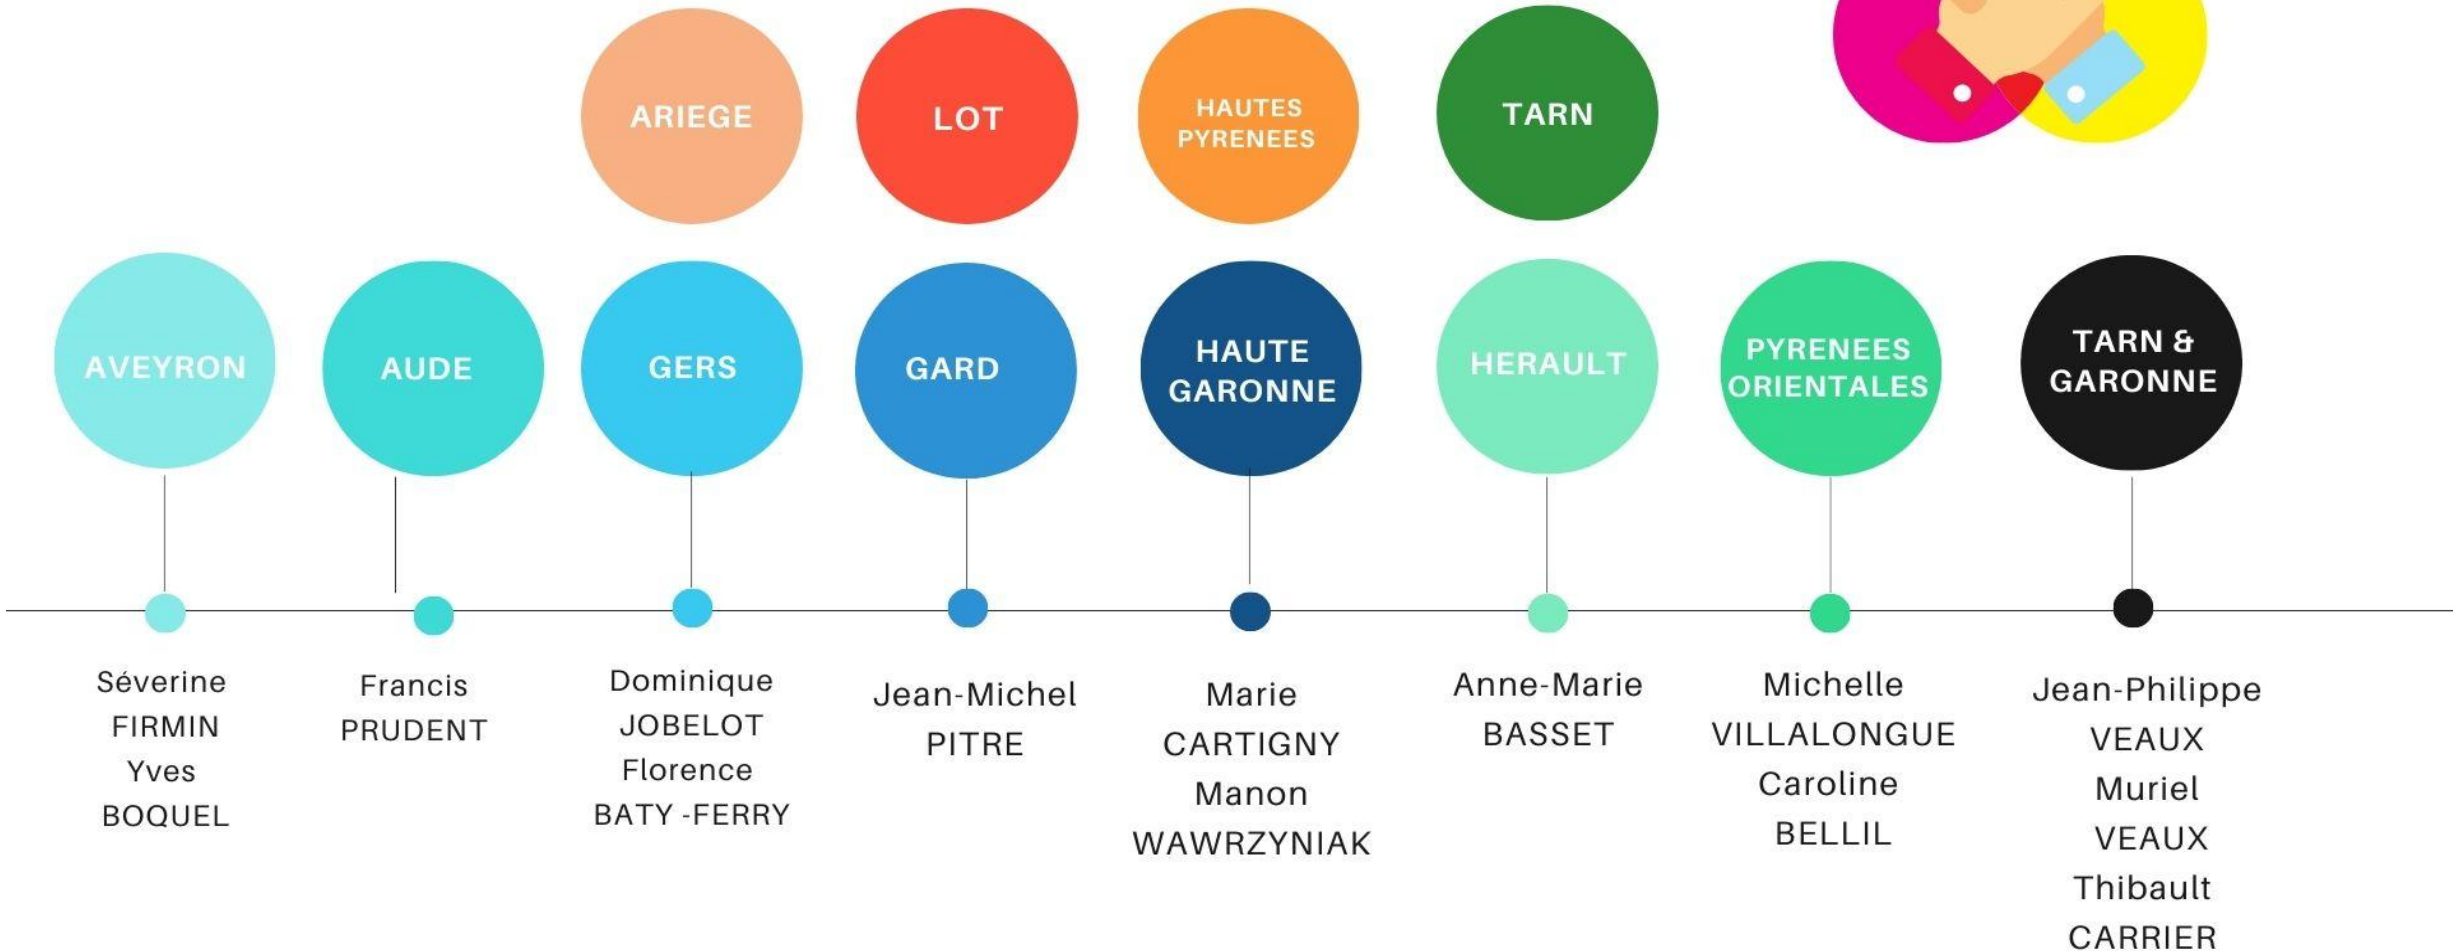 ARIEGE
LOT
HAUTES
PYRENEES
TARN
AVEYRON
AUDE
GERS
GARD
HAUTE
GARONNE
HERAULT
PYRENEES
ORIENTALES
TARN &
GARONNE
Séverine
FIRMIN
Yves
BOQUEL
Francis
PRUDENT
Dominique
JOBELOT
Florence
BATY -FERRY
Jean-Michel
PITRE
Marie
CARTIGNY
Manon
WAWRZYNIAK
Anne-Marie
BASSET
Michelle
VILLALONGUE
Caroline
BELLIL
Jean-Philippe
VEAUX
Muriel
VEAUX
Thibault
CARRIER